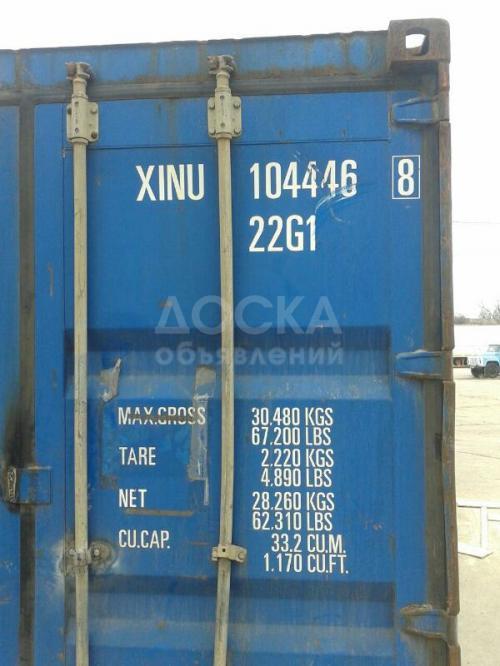 XINU 104446 8
22G1
ДОСКА
объявлений
MAX.GROSS 30.480 KGS
67.200 LBS
TARE 2.220 KGS
4.890 LBS
NET 28.260 KGS
62.310 LBS
CU.CAP. 33.2 CU.M.
1.170 CU.FT.